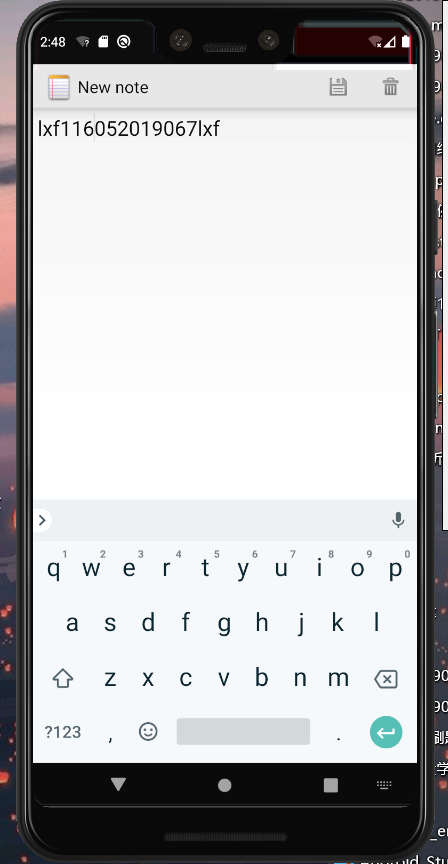 2:48
New note
lxf116052019067lxf
1 2 3 4 5 6 7 8 9 0
q w e r t y u i o p
a s d f g h j k l
z x c v b n m
?123 , .